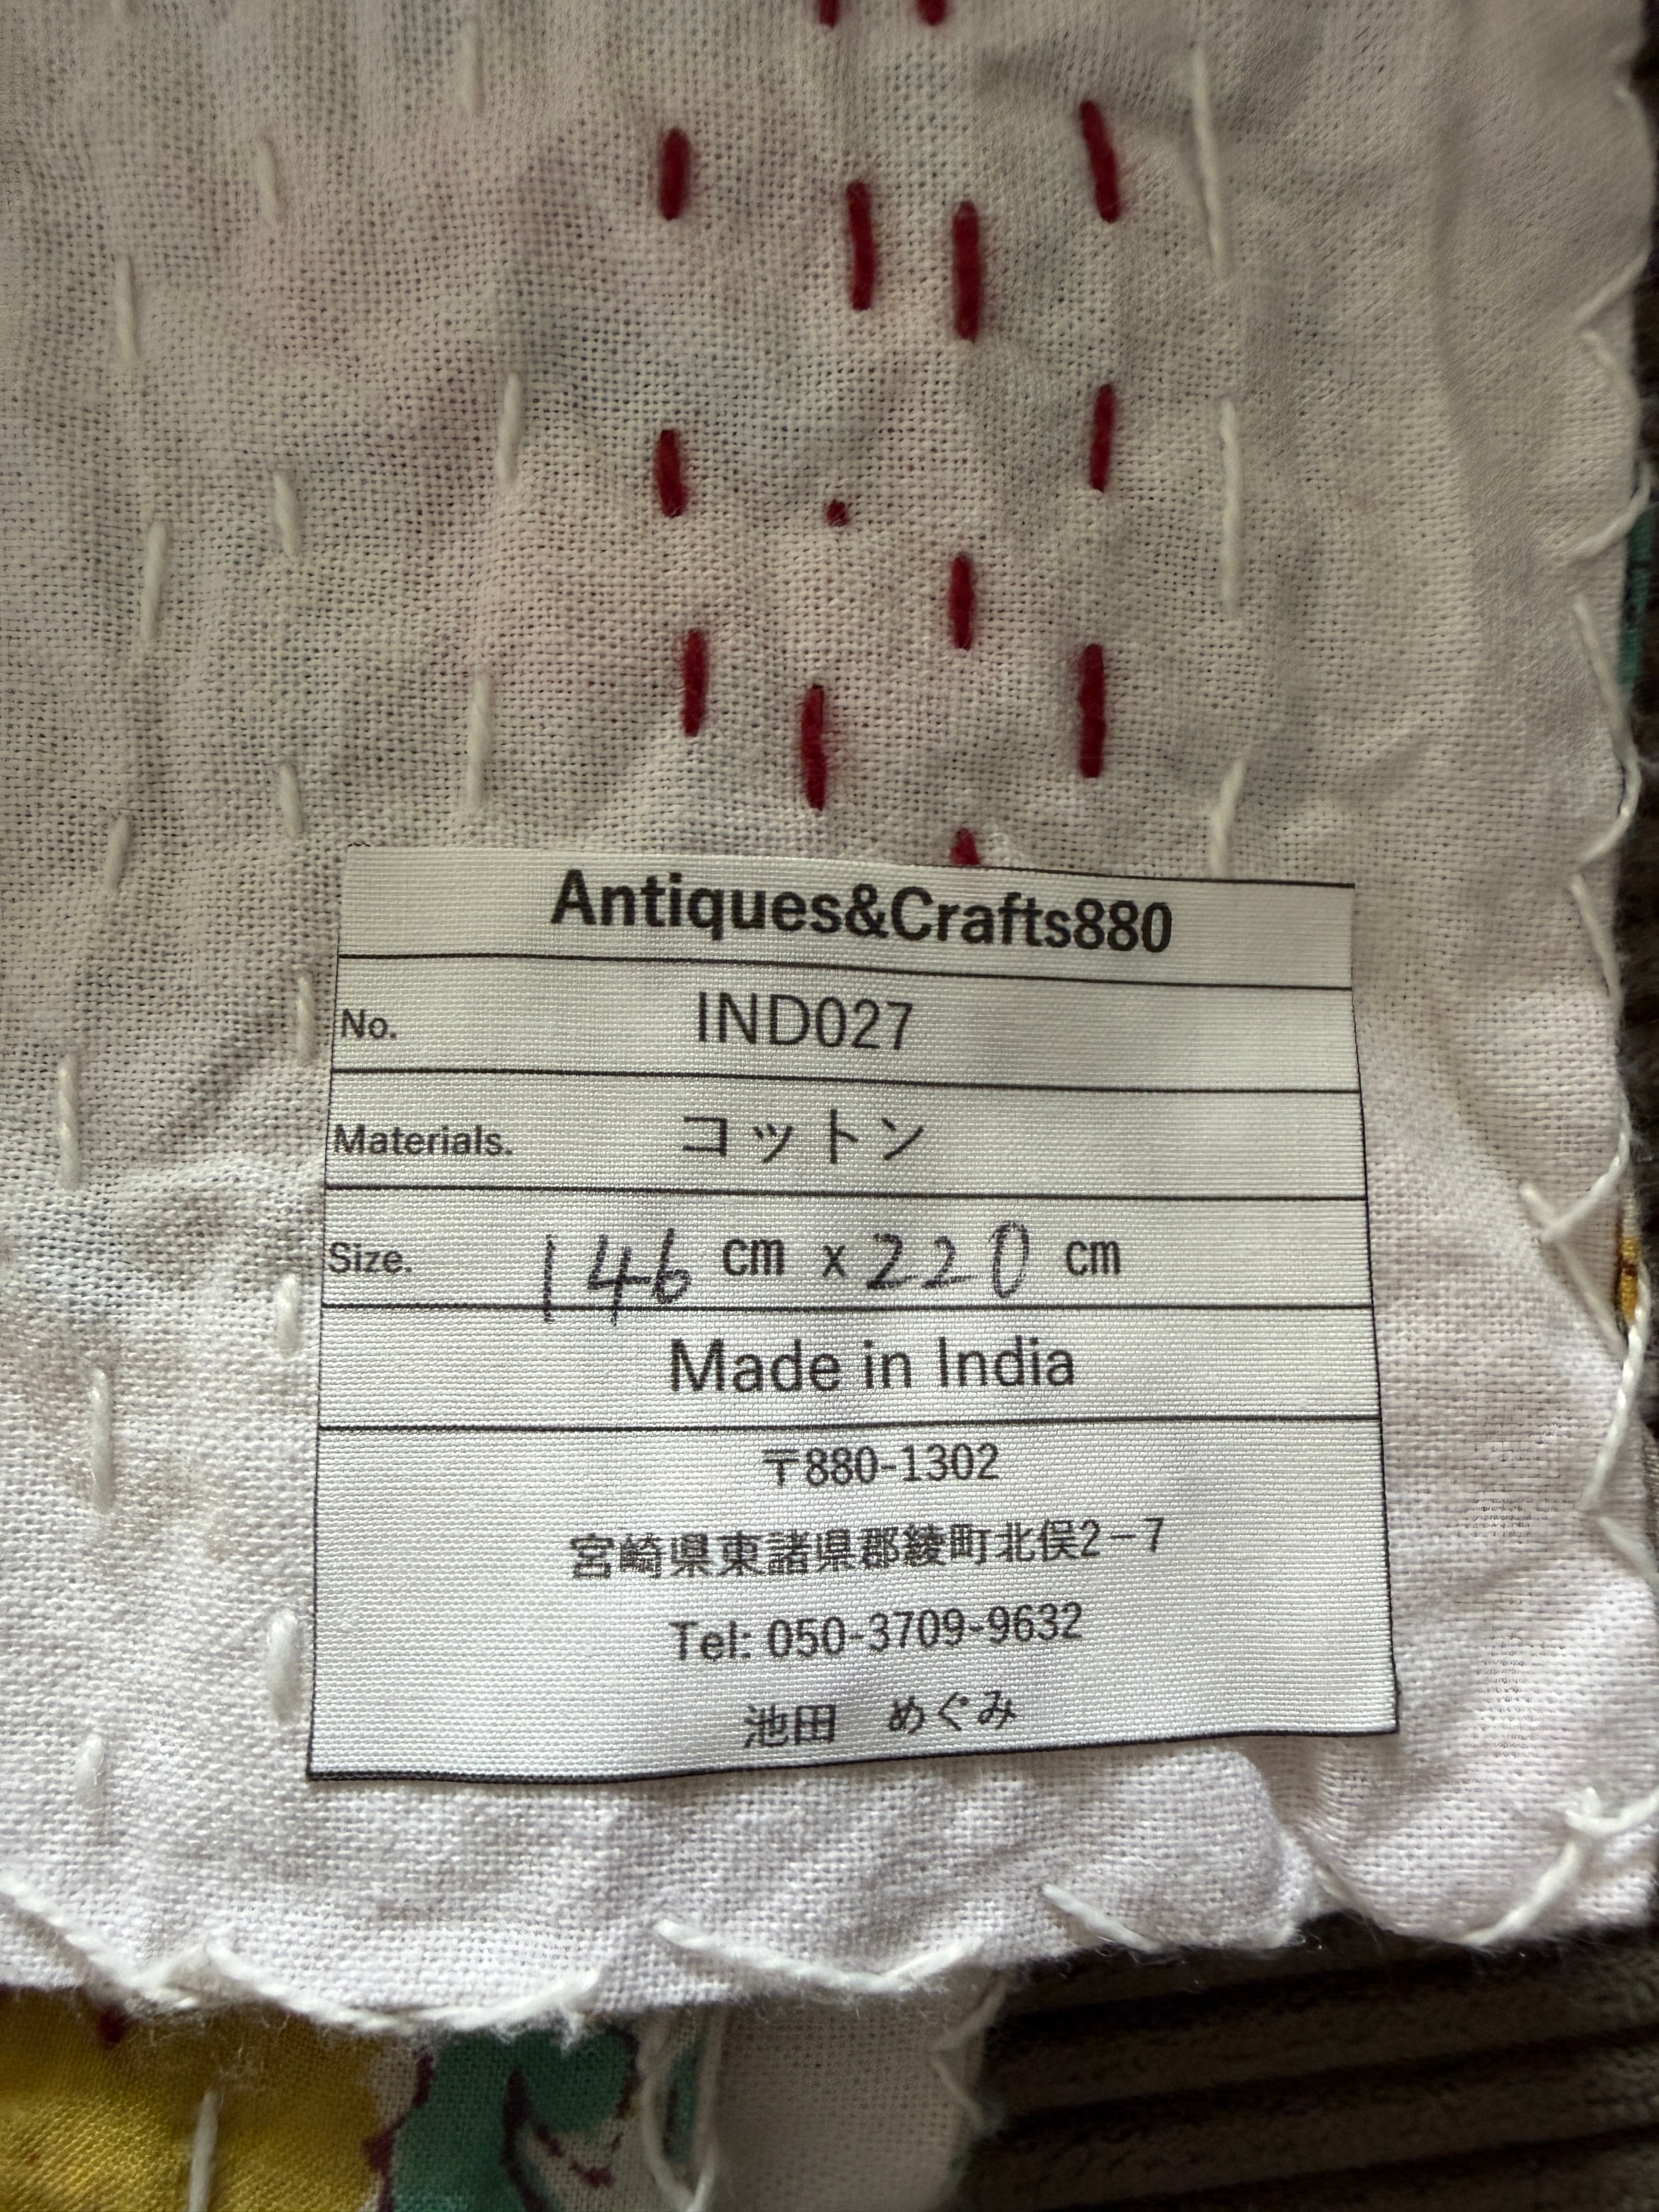 Antiques&Crafts880
No. IND027
Materials. コットン
Size. 146 cm x 220 cm
Made in India
〒880-1302
宮崎県東諸県郡綾町北俣2－7
Tel: 050-3709-9632
池田　めぐみ